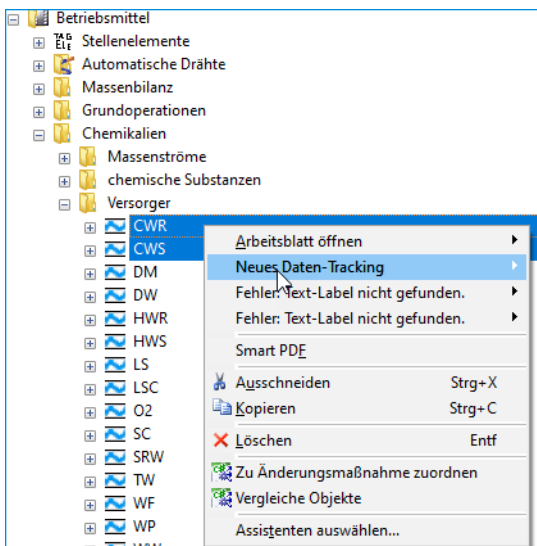 Betriebsmittel
TAG ELE Stellenelemente
Automatische Drähte
Massenbilanz
Grundoperationen
Chemikalien
Massenströme
chemische Substanzen
Versorger
CWR
CWS
DM
DW
HWR
HWS
LS
LSC
O2
SC
SRW
TW
WF
WP
Arbeitsblatt öffnen
Neues Daten-Tracking
Fehler: Text-Label nicht gefunden.
Fehler: Text-Label nicht gefunden.
Smart PDF
Ausschneiden Strg+X
Kopieren Strg+C
Löschen Entf
Zu Änderungsmaßnahme zuordnen
Vergleiche Objekte
Assistenten auswählen...